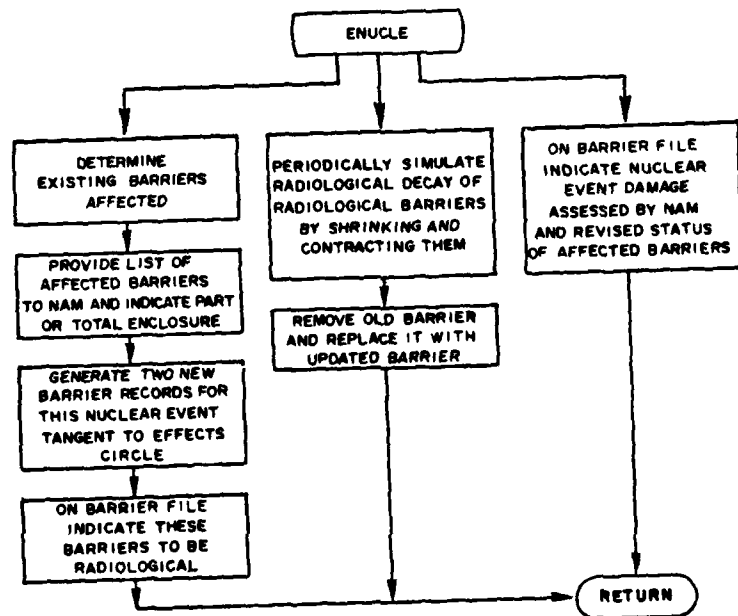 ENUCLE
DETERMINE
EXISTING BARRIERS
AFFECTED
PROVIDE LIST OF
AFFECTED BARRIERS
TO NAM AND INDICATE PART
OR TOTAL ENCLOSURE
GENERATE TWO NEW
BARRIER RECORDS FOR
THIS NUCLEAR EVENT
TANGENT TO EFFECTS
CIRCLE
ON BARRIER FILE
INDICATE THESE
BARRIERS TO BE
RADIOLOGICAL
PERIODICALLY SIMULATE
RADIOLOGICAL DECAY OF
RADIOLOGICAL BARRIERS
BY SHRINKING AND
CONTRACTING THEM
REMOVE OLD BARRIER
AND REPLACE IT WITH
UPDATED BARRIER
ON BARRIER FILE
INDICATE NUCLEAR
EVENT DAMAGE
ASSESSED BY NAM
AND REVISED STATUS
OF AFFECTED BARRIERS
RETURN